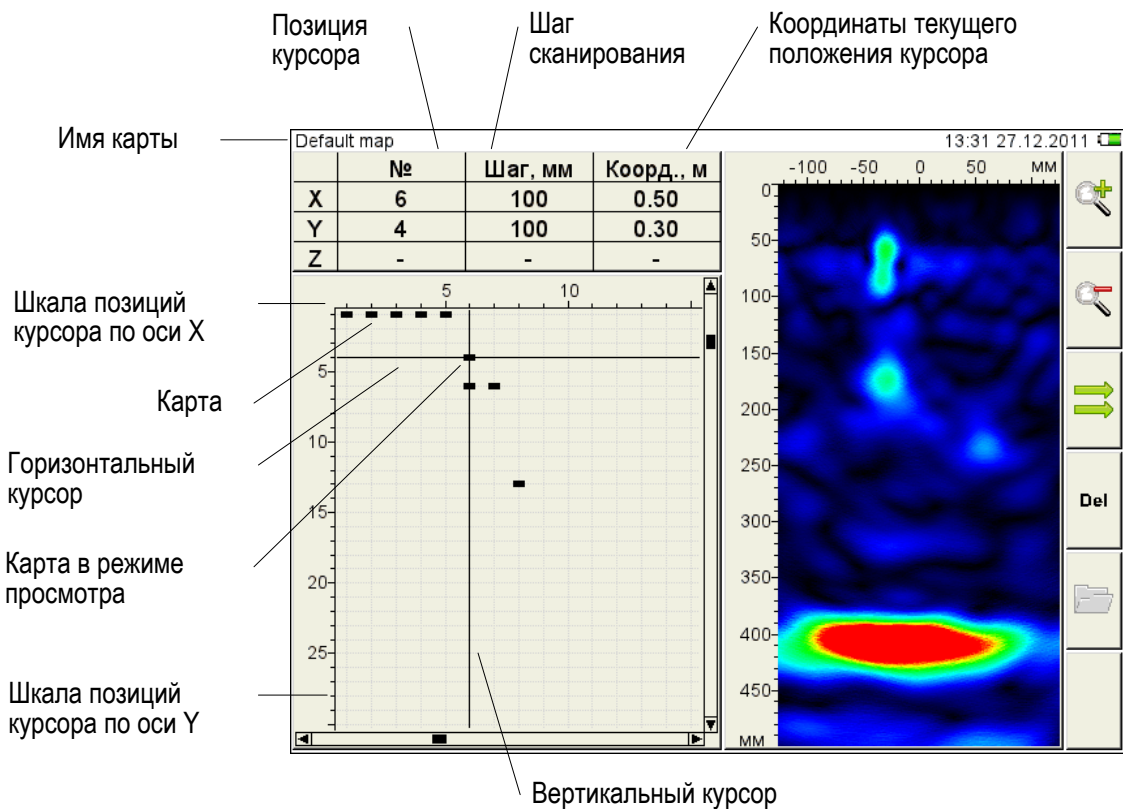 Позиция
курсора
Шаг
сканирования
Координаты текущего
положения курсора
Имя карты
Default map
13:31 27.12.2011
№ Шаг, мм Коорд., м
X 6 100 0.50
Y 4 100 0.30
Z - - -
-100 -50 0 50 мм
0
50
100
150
200
250
300
350
400
450
мм
Шкала позиций
курсора по оси X
5 10
5
10
15
20
25
Карта
Горизонтальный
курсор
Карта в режиме
просмотра
Шкала позиций
курсора по оси Y
Del
Вертикальный курсор